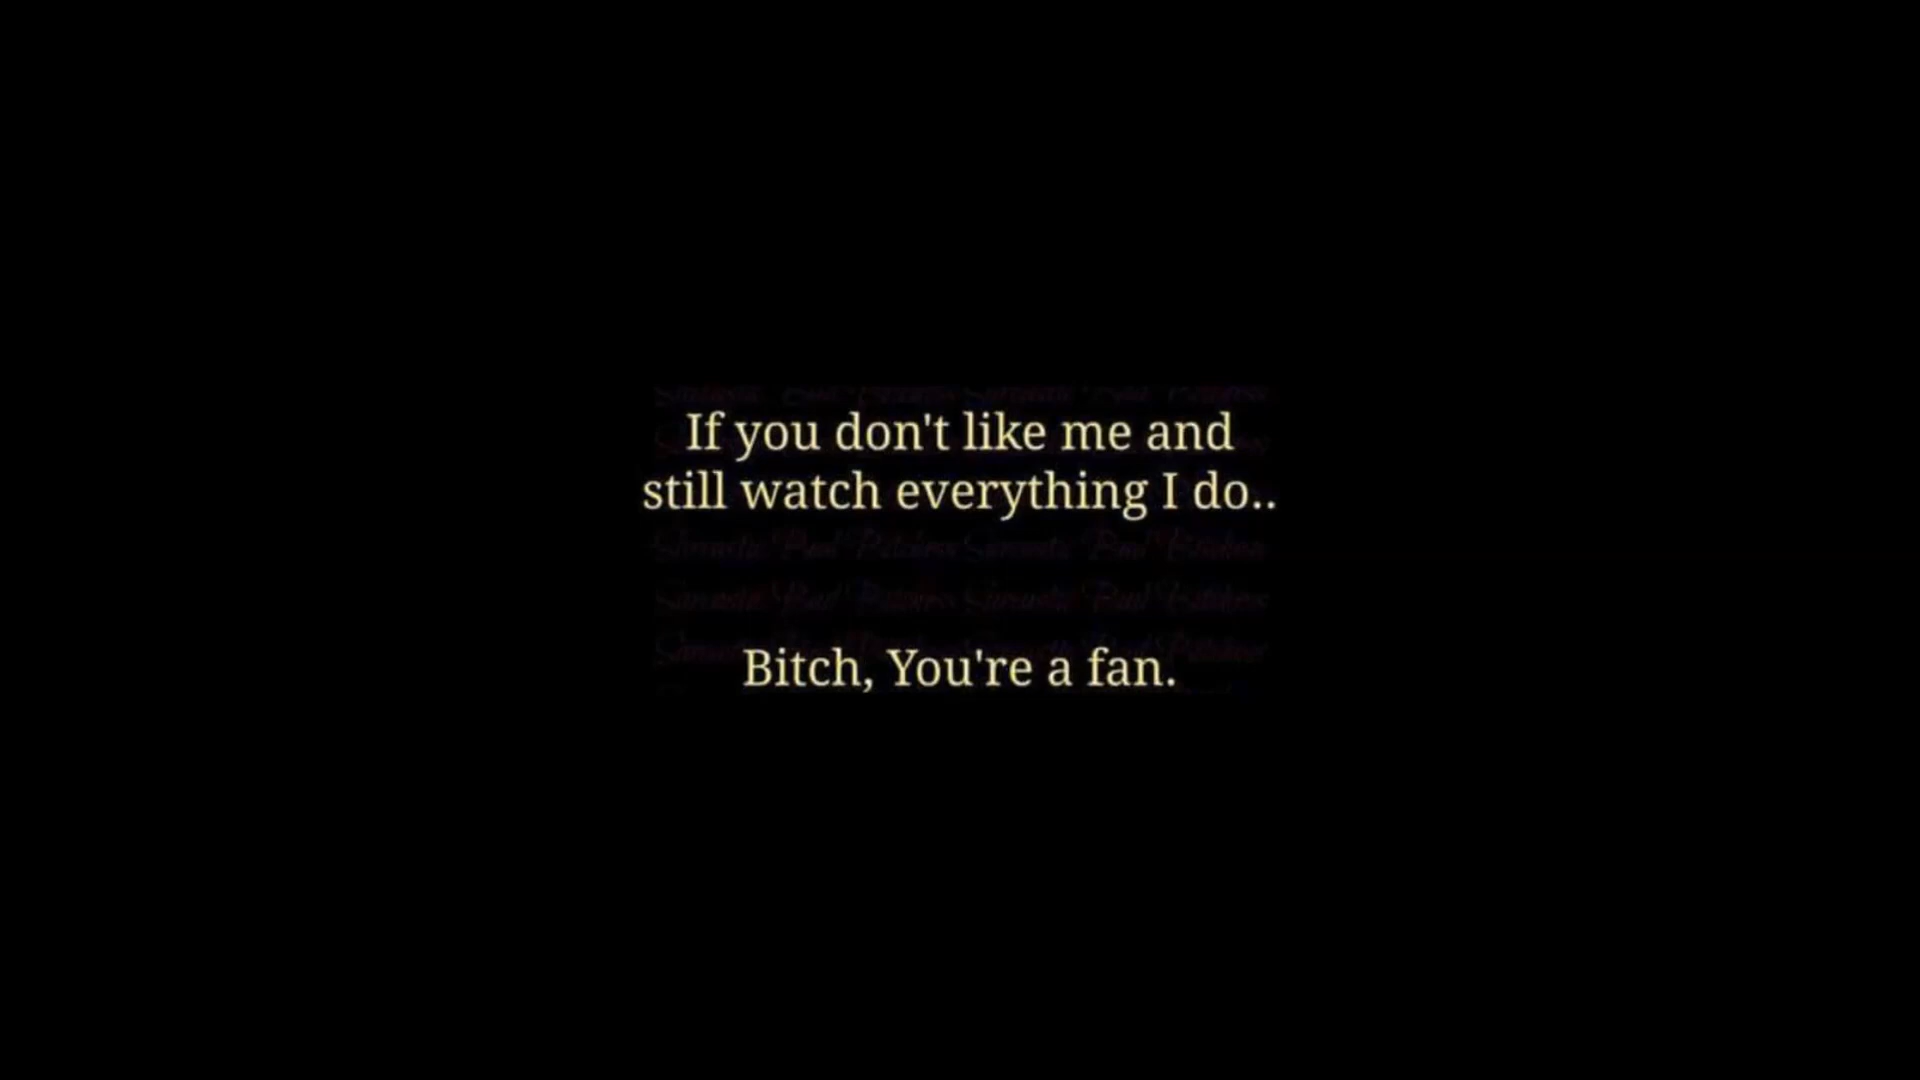 If you don't like me and
still watch everything I do..
Bitch, You're a fan.